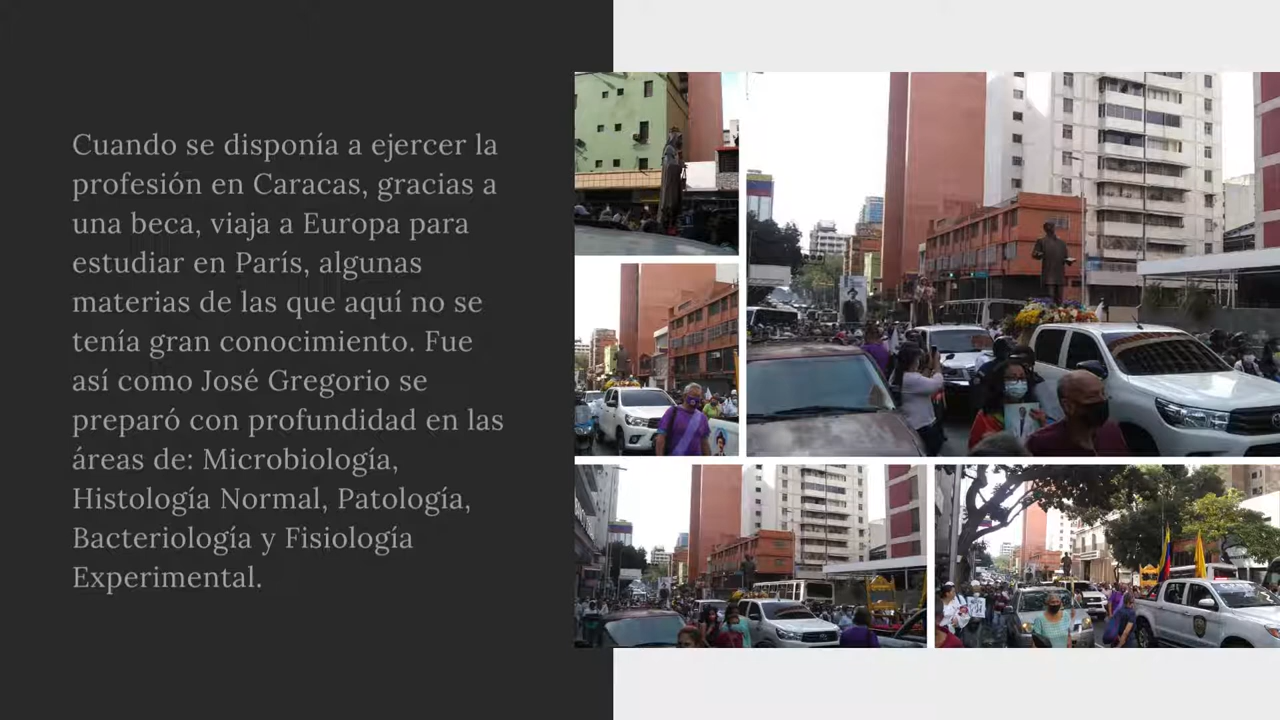 Cuando se disponía a ejercer la
profesión en Caracas, gracias a
una beca, viaja a Europa para
estudiar en París, algunas
materias de las que aquí no se
tenía gran conocimiento. Fue
así como José Gregorio se
preparó con profundidad en las
áreas de: Microbiología,
Histología Normal, Patología,
Bacteriología y Fisiología
Experimental.